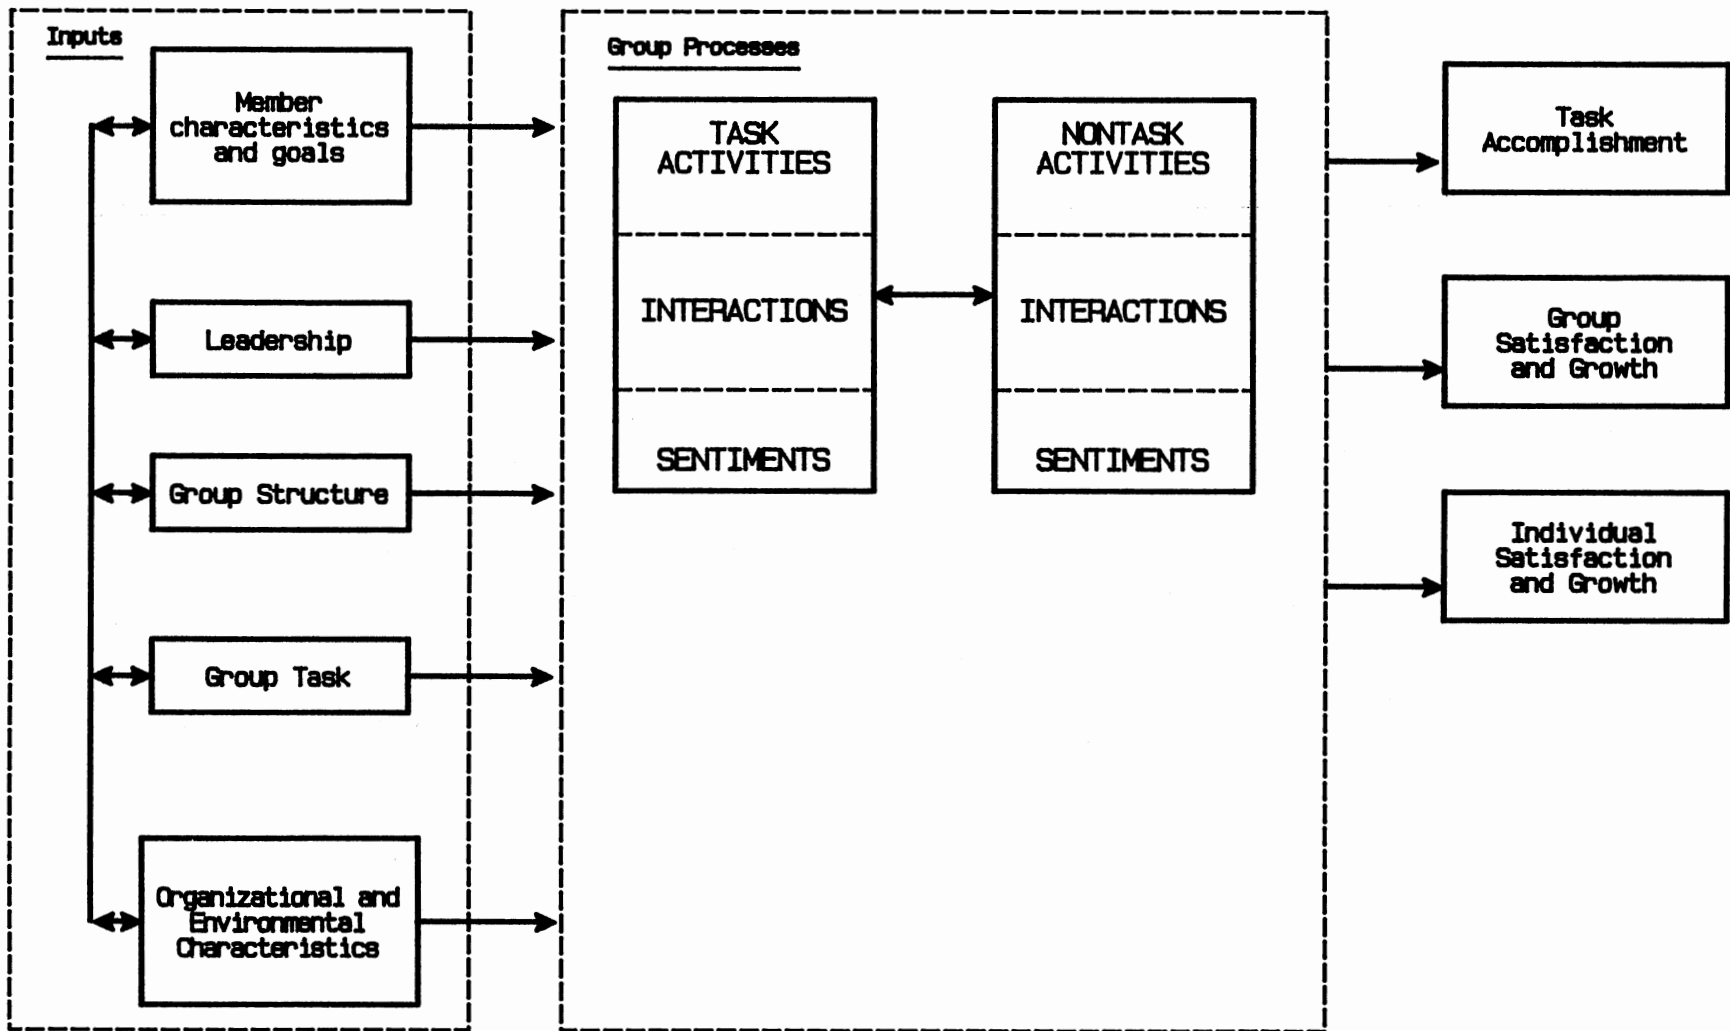 Inputs
Member
characteristics
and goals
Leadership
Group Structure
Group Task
Organizational and
Environmental
Characteristics
Group Processes
TASK
ACTIVITIES
INTERACTIONS
SENTIMENTS
NONTASK
ACTIVITIES
INTERACTIONS
SENTIMENTS
Task
Accomplishment
Group
Satisfaction
and Growth
Individual
Satisfaction
and Growth